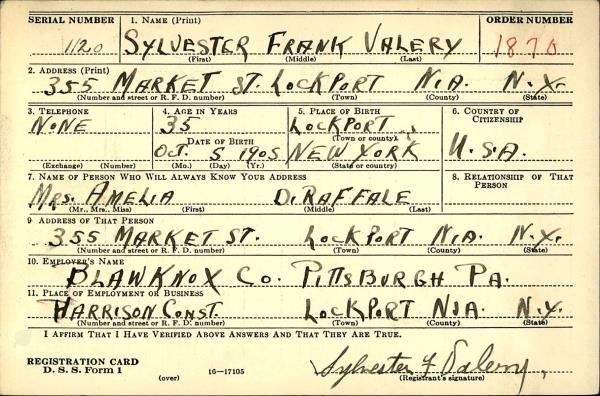 SERIAL NUMBER 1. NAME (Print) ORDER NUMBER
1120 SYLVESTER FRANK VALERY 1870
(First) (Middle) (Last)
2. ADDRESS (Print)
355 MARKET ST. LOCKPORT N.A. N.Y.
(Number and street or R. F. D. number) (Town) (County) (State)
3. TELEPHONE 4. AGE IN YEARS 5. PLACE OF BIRTH 6. COUNTRY OF CITIZENSHIP
NONE 35 LOCKPORT
DATE OF BIRTH (Town or county)
OCT. 5 1905 NEW YORK U.S.A.
(Exchange) (Number) (Mo.) (Day) (Yr.) (State or country)
7. NAME OF PERSON WHO WILL ALWAYS KNOW YOUR ADDRESS 8. RELATIONSHIP OF THAT PERSON
MRS. AMELIA DIRAFFALE
(Mr., Mrs., Miss) (First) (Middle) (Last)
9. ADDRESS OF THAT PERSON
355 MARKET ST. LOCKPORT N.A. N.Y.
(Number and street or R. F. D. number) (Town) (County) (State)
10. EMPLOYER'S NAME
BLAWKNOX CO. PITTSBURGH PA.
11. PLACE OF EMPLOYMENT OR BUSINESS
HARRISON CONST. LOCKPORT NIA. N.Y.
(Number and street or R. F. D. number) (Town) (County) (State)
I AFFIRM THAT I HAVE VERIFIED ABOVE ANSWERS AND THAT THEY ARE TRUE.
REGISTRATION CARD
D. S. S. Form 1 (over) 16—17105
Sylvester F Valery,
(Registrant's signature)